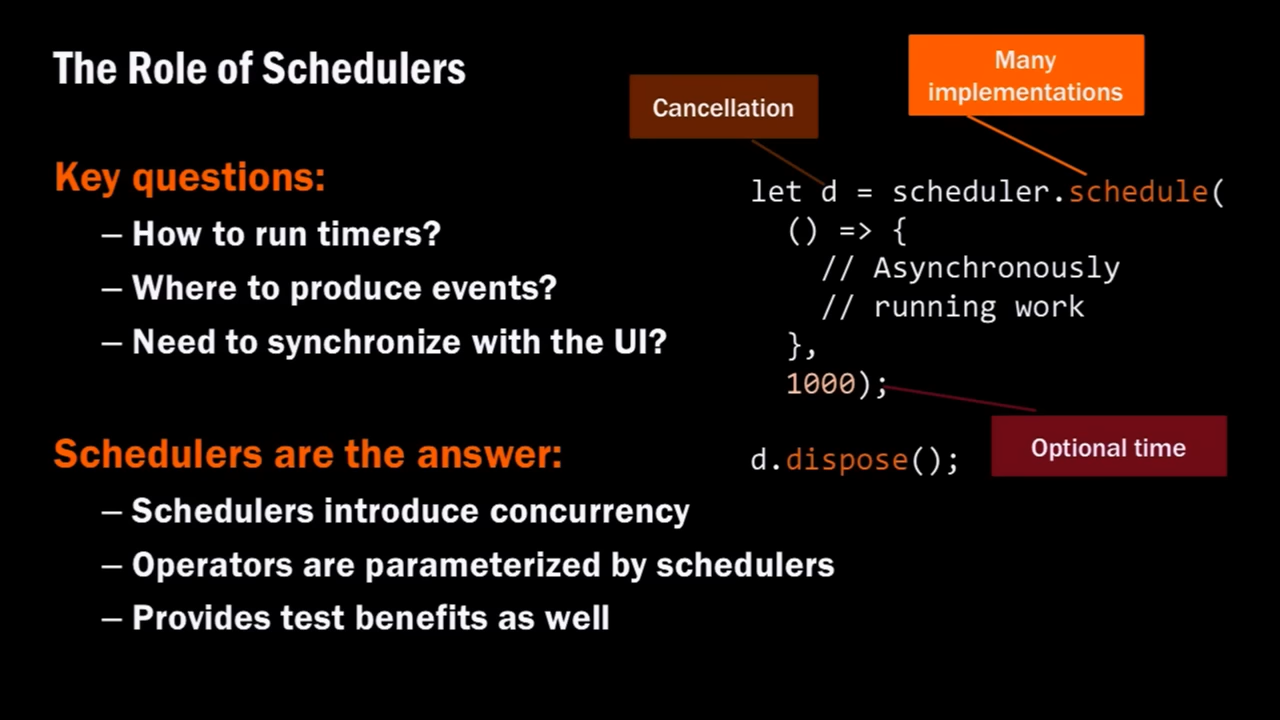 The Role of Schedulers
Key questions:
– How to run timers?
– Where to produce events?
– Need to synchronize with the UI?
Schedulers are the answer:
– Schedulers introduce concurrency
– Operators are parameterized by schedulers
– Provides test benefits as well
Cancellation
Many
implementations
let d = scheduler.schedule(
() => {
// Asynchronously
// running work
},
1000);
Optional time
d.dispose();